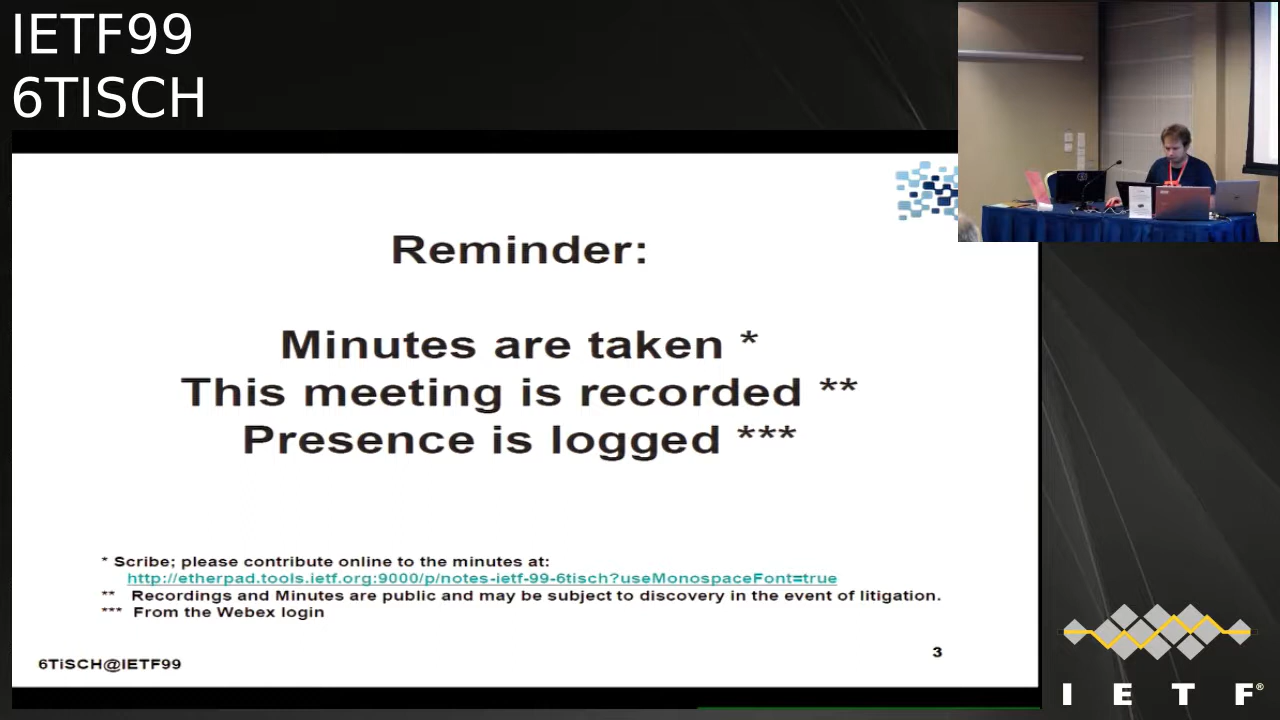 IETF99
6TISCH
Reminder:
Minutes are taken *
This meeting is recorded **
Presence is logged ***
* Scribe; please contribute online to the minutes at:
http://etherpad.tools.ietf.org:9000/p/notes-ietf-99-6tisch?useMonospaceFont=true
** Recordings and Minutes are public and may be subject to discovery in the event of litigation.
*** From the Webex login
6TiSCH@IETF99
3
I E T F®